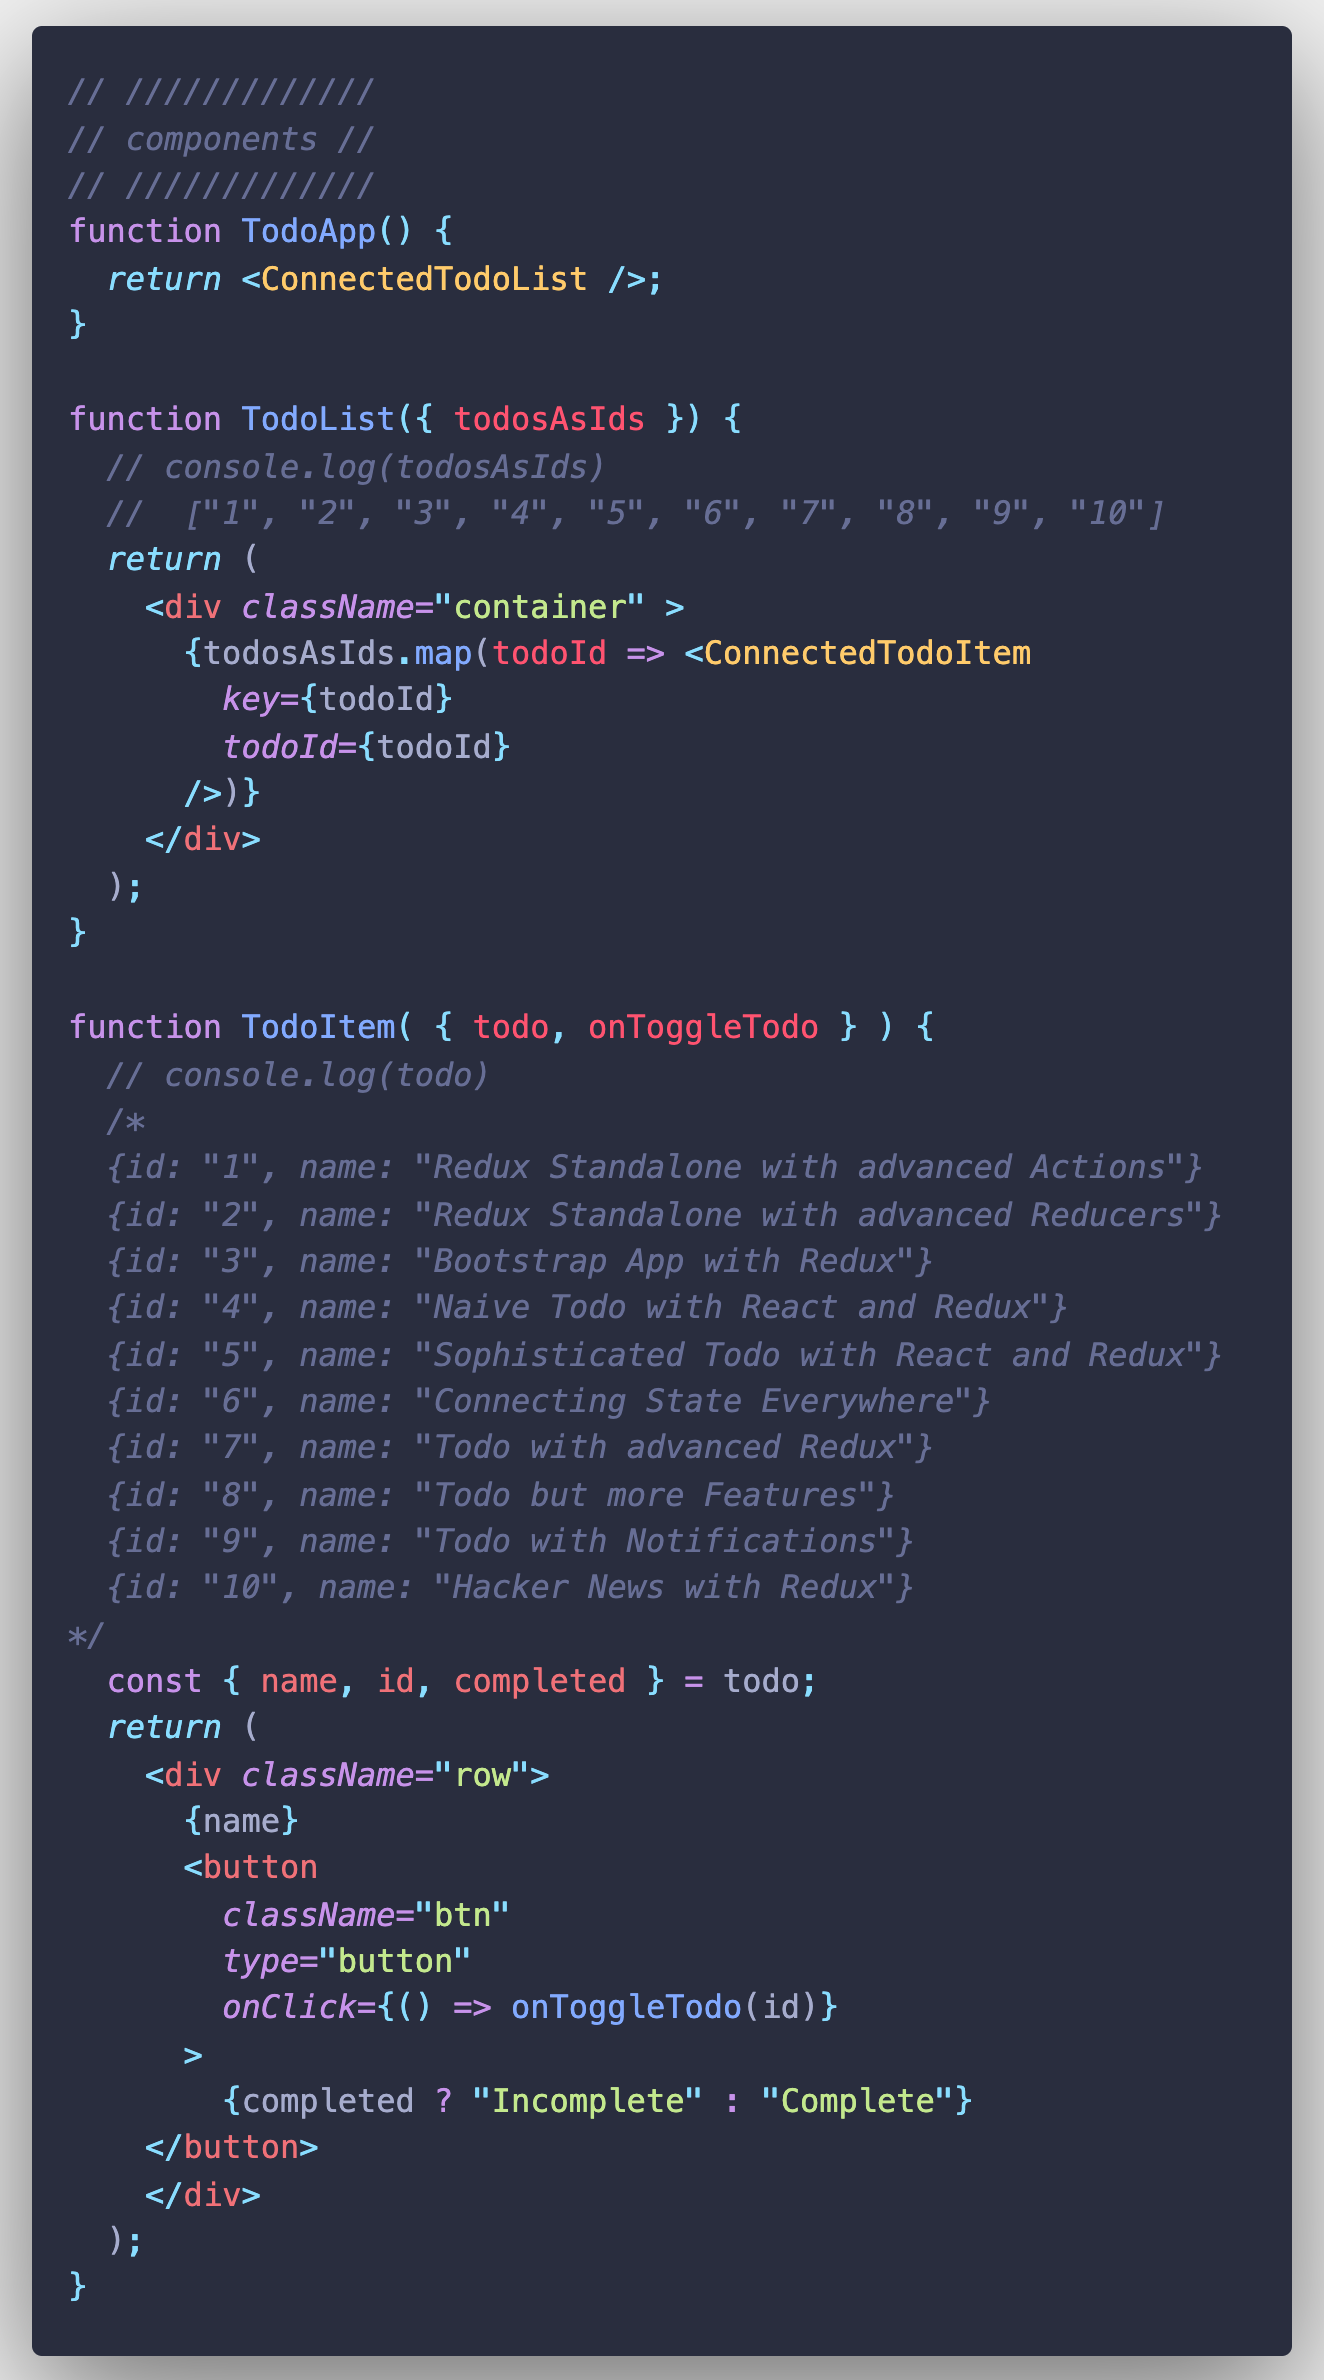 // /////////////
// components //
// /////////////
function TodoApp() {
  return <ConnectedTodoList />;
}

function TodoList({ todosAsIds }) {
  // console.log(todosAsIds)
  //  ["1", "2", "3", "4", "5", "6", "7", "8", "9", "10"]
  return (
    <div className="container" >
      {todosAsIds.map(todoId => <ConnectedTodoItem
        key={todoId}
        todoId={todoId}
      />)}
    </div>
  );
}

function TodoItem( { todo, onToggleTodo } ) {
  // console.log(todo)
  /*
  {id: "1", name: "Redux Standalone with advanced Actions"}
  {id: "2", name: "Redux Standalone with advanced Reducers"}
  {id: "3", name: "Bootstrap App with Redux"}
  {id: "4", name: "Naive Todo with React and Redux"}
  {id: "5", name: "Sophisticated Todo with React and Redux"}
  {id: "6", name: "Connecting State Everywhere"}
  {id: "7", name: "Todo with advanced Redux"}
  {id: "8", name: "Todo but more Features"}
  {id: "9", name: "Todo with Notifications"}
  {id: "10", name: "Hacker News with Redux"}
*/
  const { name, id, completed } = todo;
  return (
    <div className="row">
      {name}
      <button
        className="btn"
        type="button"
        onClick={() => onToggleTodo(id)}
      >
        {completed ? "Incomplete" : "Complete"}
    </button>
    </div>
  );
}